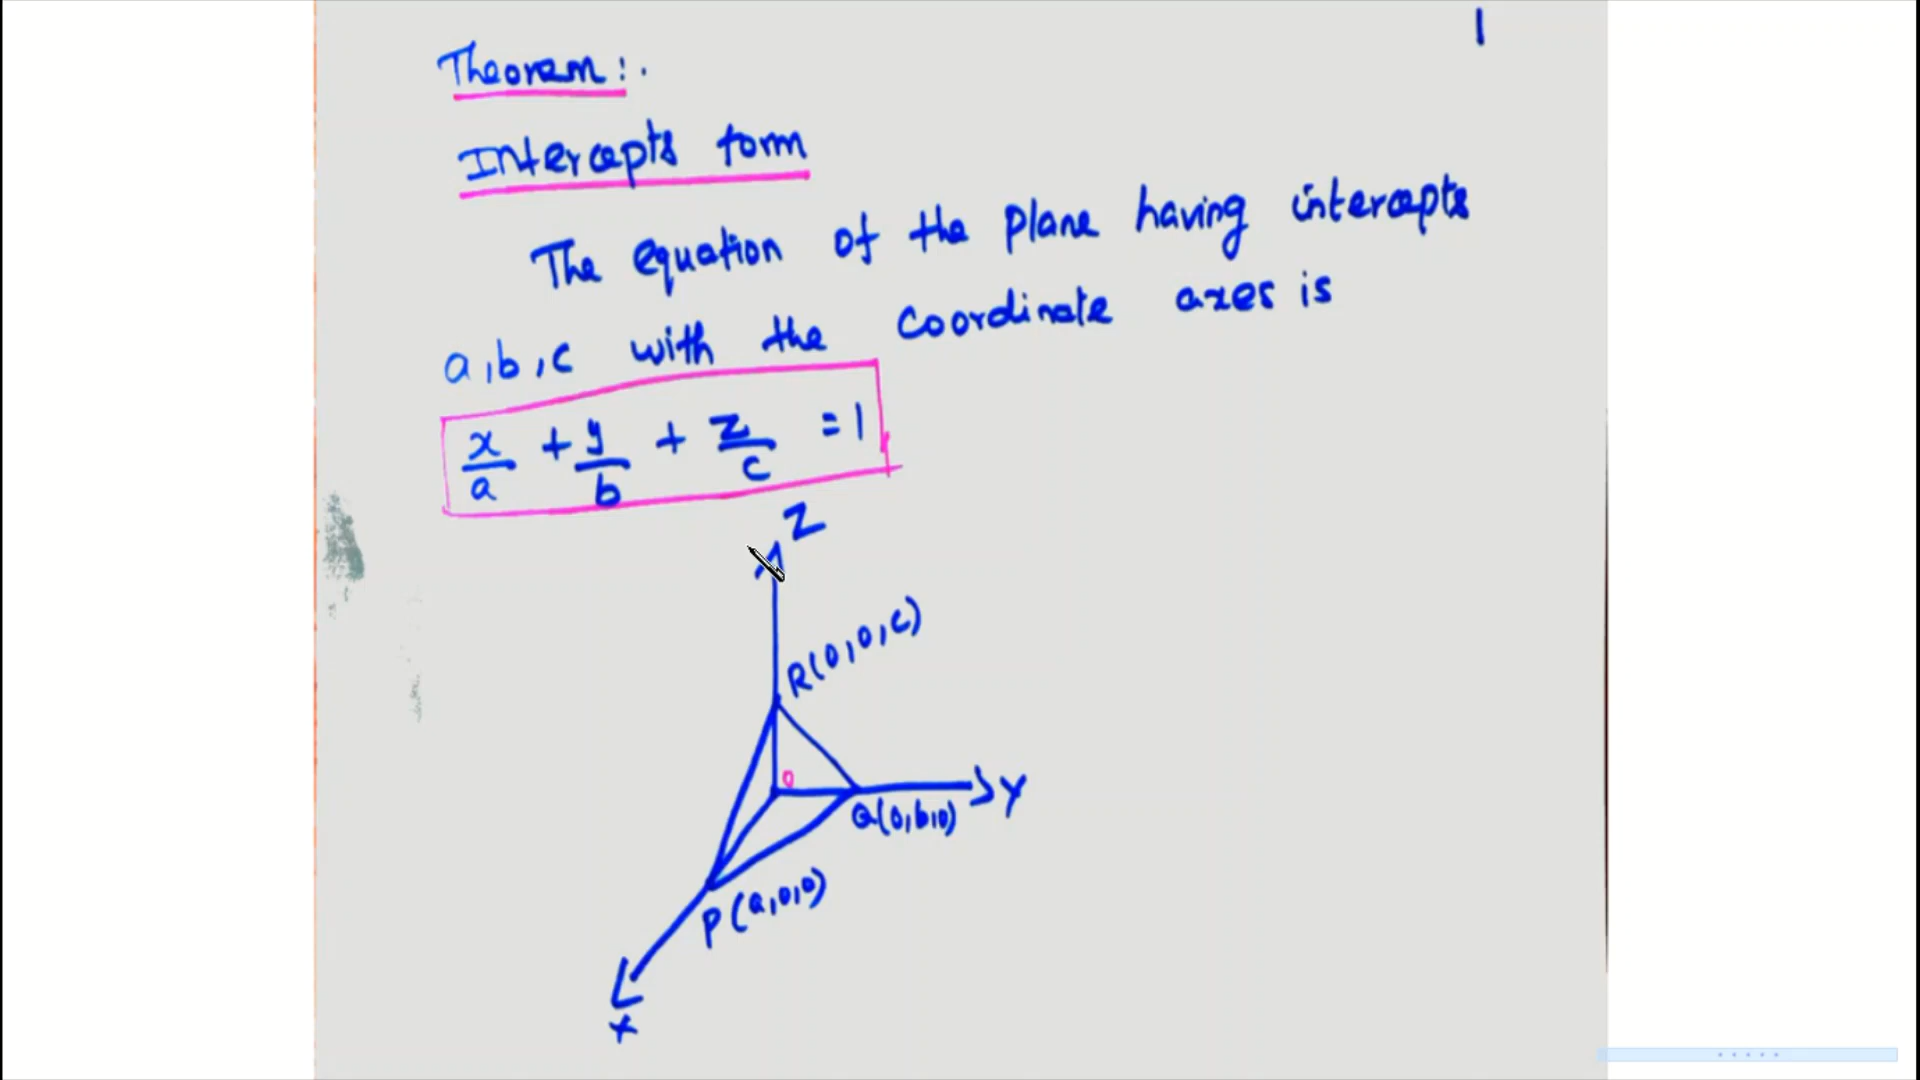 1
Theorem :.
Intercepts form
The equation of the plane having intercepts
a,b,c with the coordinate axes is
x/a + y/b + z/c = 1
Z
R(0,0,c)
O
Y
Q(0,b,0)
P(a,0,0)
X